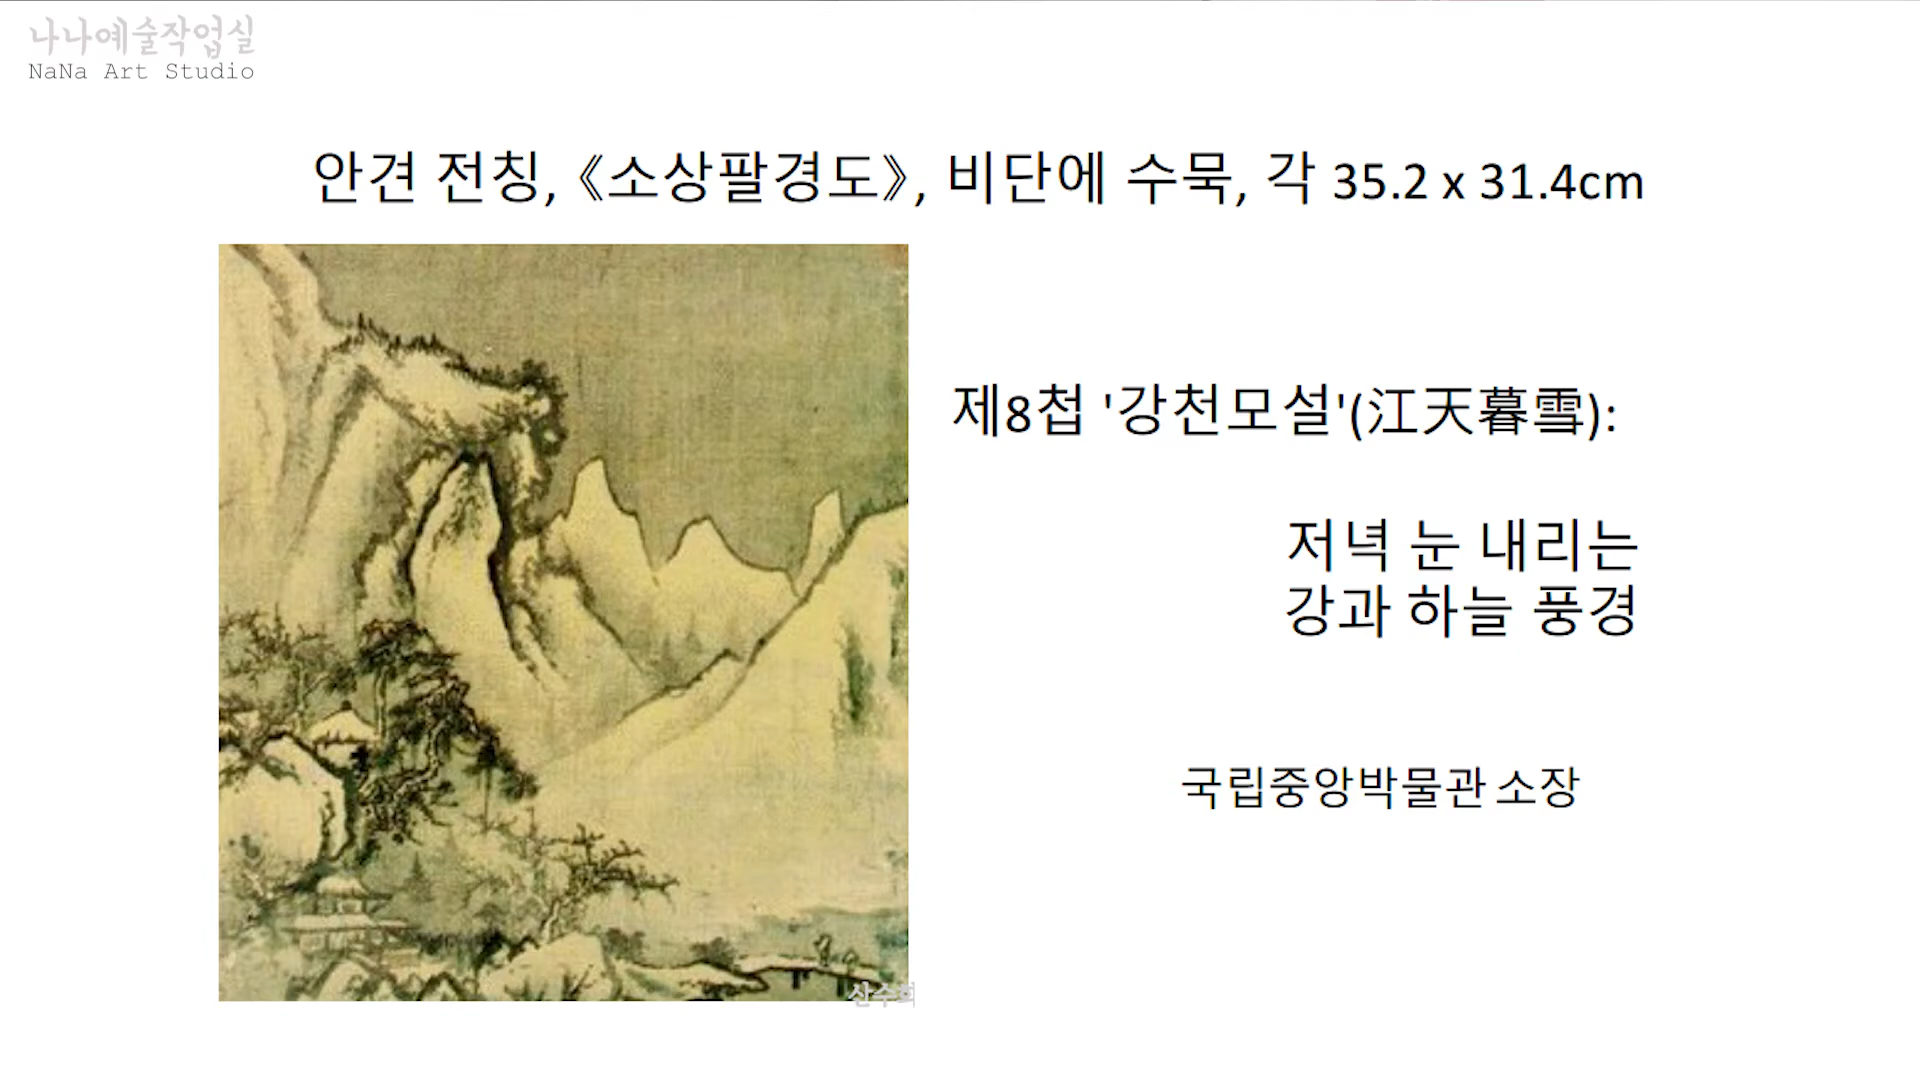 나나예술작업실
NaNa Art Studio
안견 전칭, 《소상팔경도》, 비단에 수묵, 각 35.2 x 31.4cm
제8첩 '강천모설'(江天暮雪):
저녁 눈 내리는
강과 하늘 풍경
국립중앙박물관 소장
산수화